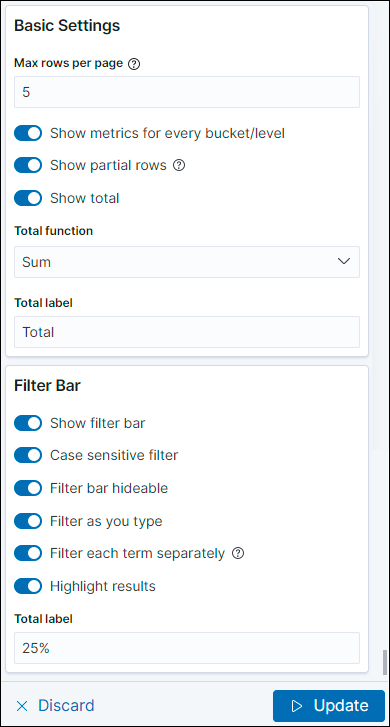 Basic Settings
Max rows per page
5
Show metrics for every bucket/level
Show partial rows
Show total
Total function
Sum
Total label
Total
Filter Bar
Show filter bar
Case sensitive filter
Filter bar hideable
Filter as you type
Filter each term separately
Highlight results
Total label
25%
Discard
Update